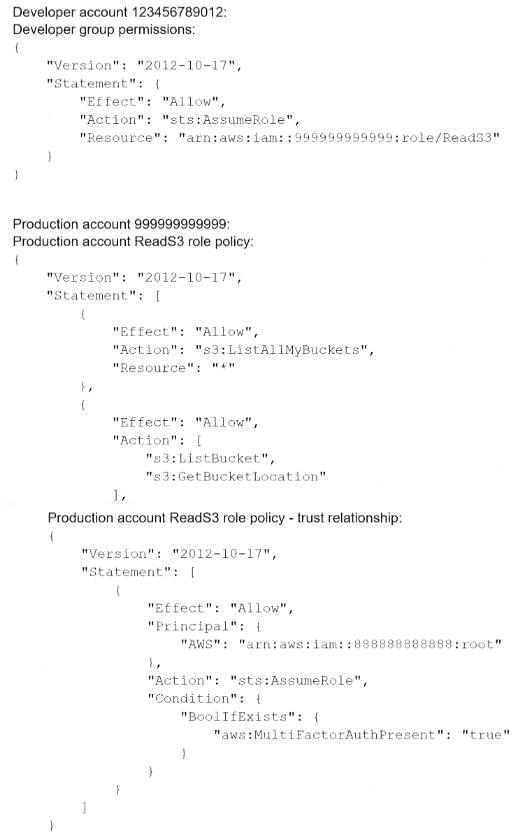 Developer account 123456789012:
Developer group permissions:
{
    "Version": "2012-10-17",
    "Statement": {
        "Effect": "Allow",
        "Action": "sts:AssumeRole",
        "Resource": "arn:aws:iam::999999999999:role/ReadS3"
    }
}
Production account 999999999999:
Production account ReadS3 role policy:
{
    "Version": "2012-10-17",
    "Statement": [
        {
            "Effect": "Allow",
            "Action": "s3:ListAllMyBuckets",
            "Resource": "*"
        },
        {
            "Effect": "Allow",
            "Action": [
                "s3:ListBucket",
                "s3:GetBucketLocation"
            ],
Production account ReadS3 role policy - trust relationship:
{
    "Version": "2012-10-17",
    "Statement": [
        {
            "Effect": "Allow",
            "Principal": {
                "AWS": "arn:aws:iam::888888888888:root"
            },
            "Action": "sts:AssumeRole",
            "Condition": {
                "BoolIfExists": {
                    "aws:MultiFactorAuthPresent": "true"
                }
            }
        }
    ]
}